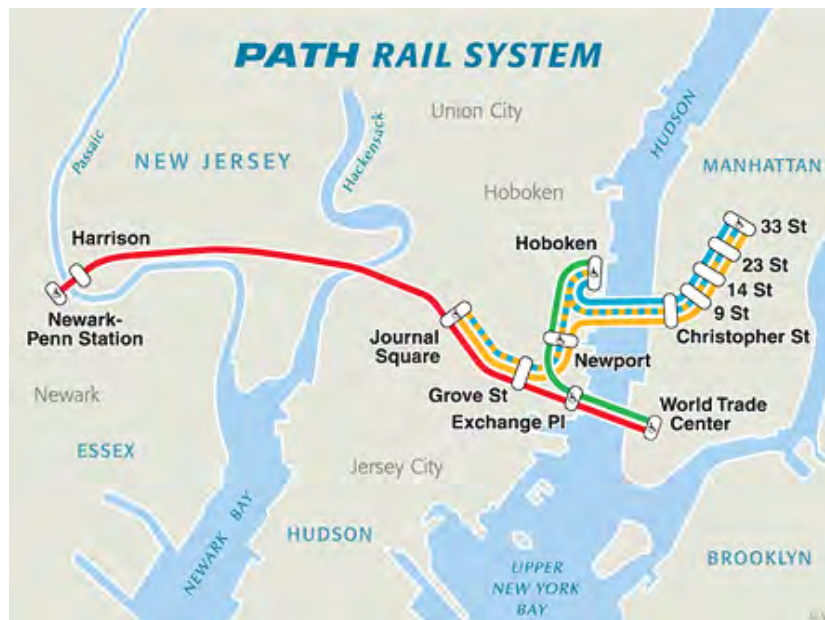 PATH RAIL SYSTEM
Union City
HUDSON
Passaic
NEW JERSEY
Hackensack
MANHATTAN
Hoboken
33 St
Harrison
Hoboken
23 St
14 St
9 St
Newark-
Penn Station
Journal
Square
Newport
Christopher St
Newark
Grove St
Exchange Pl
World Trade
Center
ESSEX
Jersey City
NEWARK BAY
HUDSON
UPPER
NEW YORK
BAY
BROOKLYN